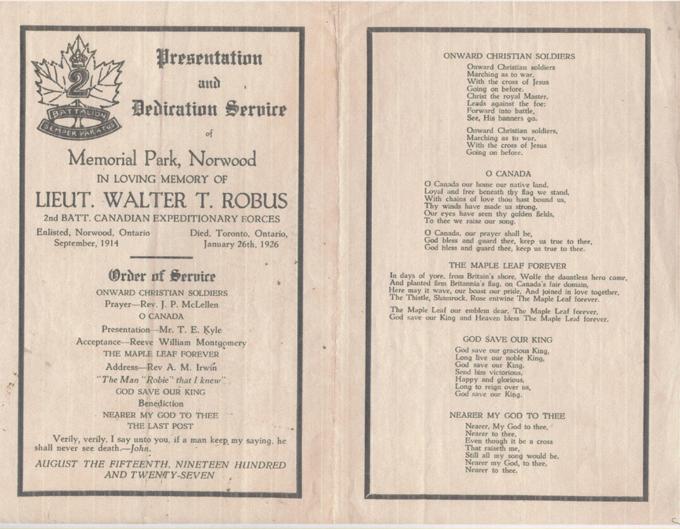 2
BATTALION
SEMPER PARATUS
Presentation
and
Dedication Service
of
Memorial Park, Norwood
IN LOVING MEMORY OF
LIEUT. WALTER T. ROBUS
2nd BATT. CANADIAN EXPEDITIONARY FORCES
Enlisted, Norwood, Ontario
September, 1914
Died, Toronto, Ontario,
January 26th, 1926
Order of Service
ONWARD CHRISTIAN SOLDIERS
Prayer—Rev. J. P. McLellen
O CANADA
Presentation—Mr. T. E. Kyle
Acceptance—Reeve William Montgomery
THE MAPLE LEAF FOREVER
Address—Rev A. M. Irwin
"The Man "Robie" that I knew"
GOD SAVE OUR KING
Benediction
NEARER MY GOD TO THEE
THE LAST POST
Verily, verily, I say unto you, if a man keep my saying, he
shall never see death.—John.
AUGUST THE FIFTEENTH, NINETEEN HUNDRED
AND TWENTY-SEVEN
ONWARD CHRISTIAN SOLDIERS
Onward Christian soldiers
Marching as to war,
With the cross of Jesus
Going on before.
Christ the royal Master,
Leads against the foe:
Forward into battle,
See, His banners go.
Onward Christian soldiers,
Marching as to war,
With the cross of Jesus
Going on before.
O CANADA
O Canada our home our native land,
Loyal and free beneath thy flag we stand,
With chains of love thou hast bound us,
Thy winds have made us strong,
Our eyes have seen thy golden fields,
To thee we raise our song.
O Canada, our prayer shall be,
God bless and guard thee, keep us true to thee,
God bless and guard thee, keep us true to thee.
THE MAPLE LEAF FOREVER
In days of yore, from Britain's shore, Wolfe the dauntless hero came,
And planted firm Britannia's flag, on Canada's fair domain,
Here may it wave, our boast our pride, And joined in love together,
The Thistle, Shamrock, Rose entwine The Maple Leaf forever.
The Maple Leaf our emblem dear, The Maple Leaf forever,
God save our King and Heaven bless The Maple Leaf forever.
GOD SAVE OUR KING
God save our gracious King,
Long live our noble King,
God save our King.
Send him victorious,
Happy and glorious,
Long to reign over us,
God save our King.
NEARER MY GOD TO THEE
Nearer, My God to thee,
Nearer to thee,
Even though it be a cross
That raiseth me,
Still all my song would be,
Nearer my God, to thee,
Nearer to thee.